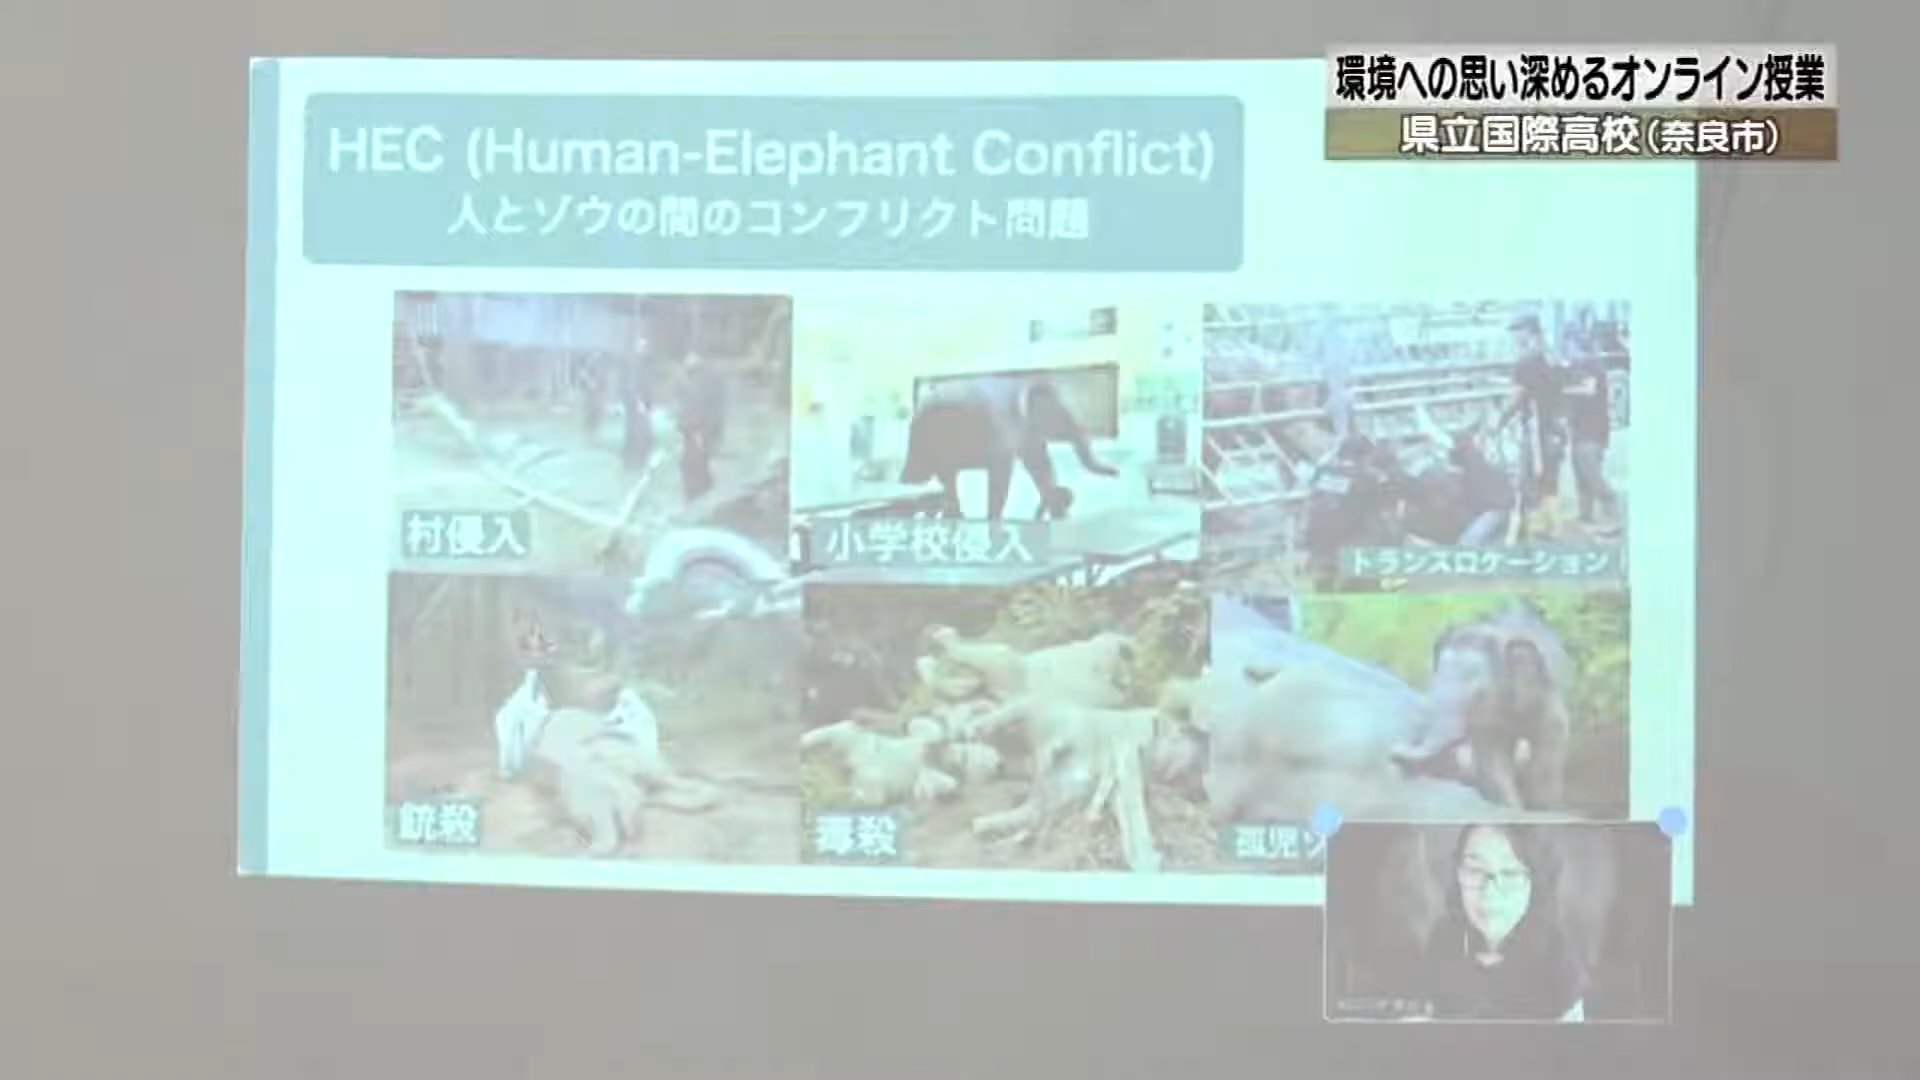 環境への思い深めるオンライン授業
県立国際高校(奈良市)
HEC (Human-Elephant Conflict)
人とゾウの間のコンフリクト問題
村侵入
小学校侵入
トランスロケーション
銃殺
毒殺
孤児ゾ